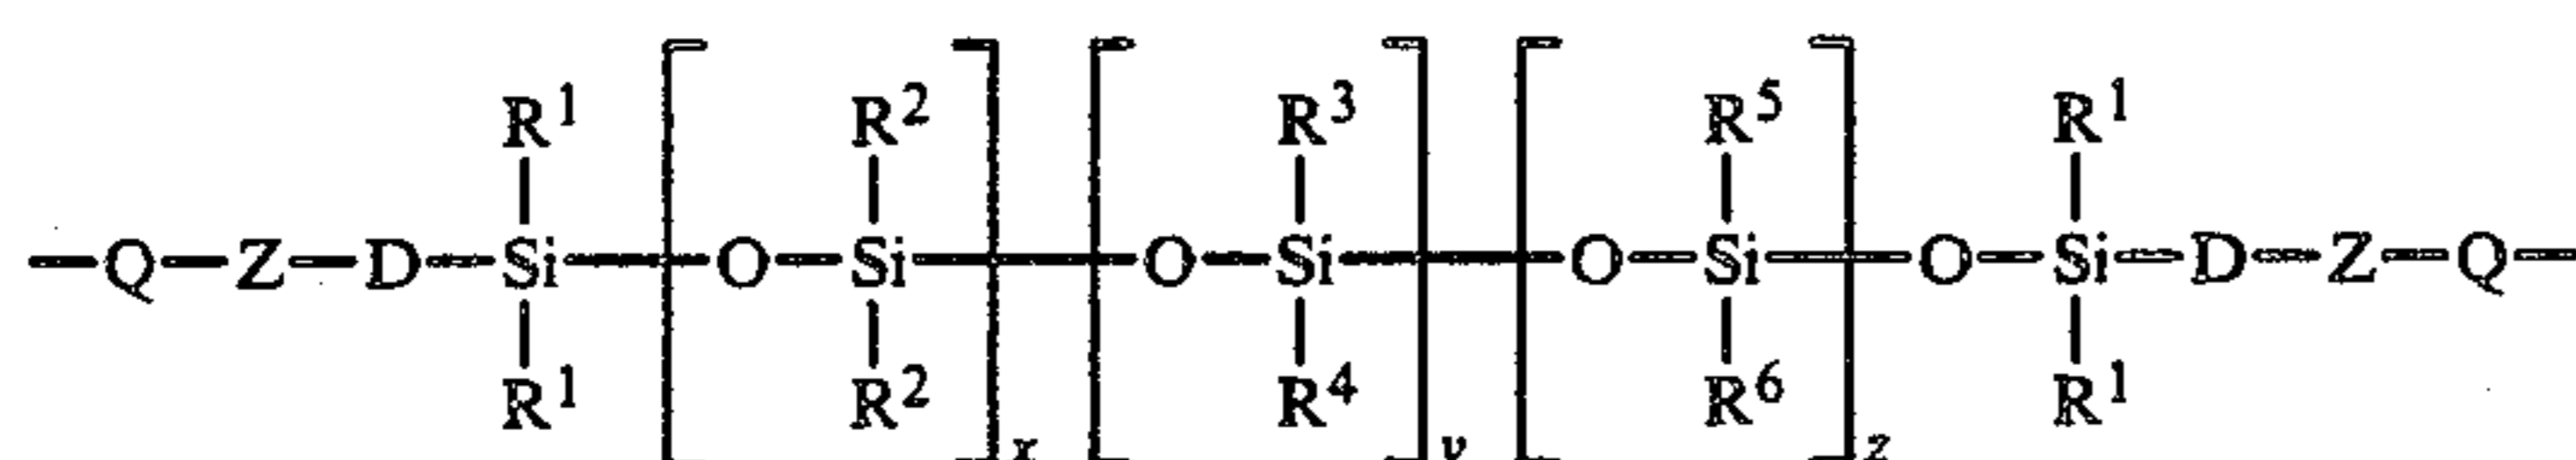 R¹ R² R³ R⁵ R¹
—Q—Z—D—Si—[O—Si—]x[O—Si—]y[O—Si—]z—O—Si—D—Z—Q—
R¹ R² R⁴ R⁶ R¹